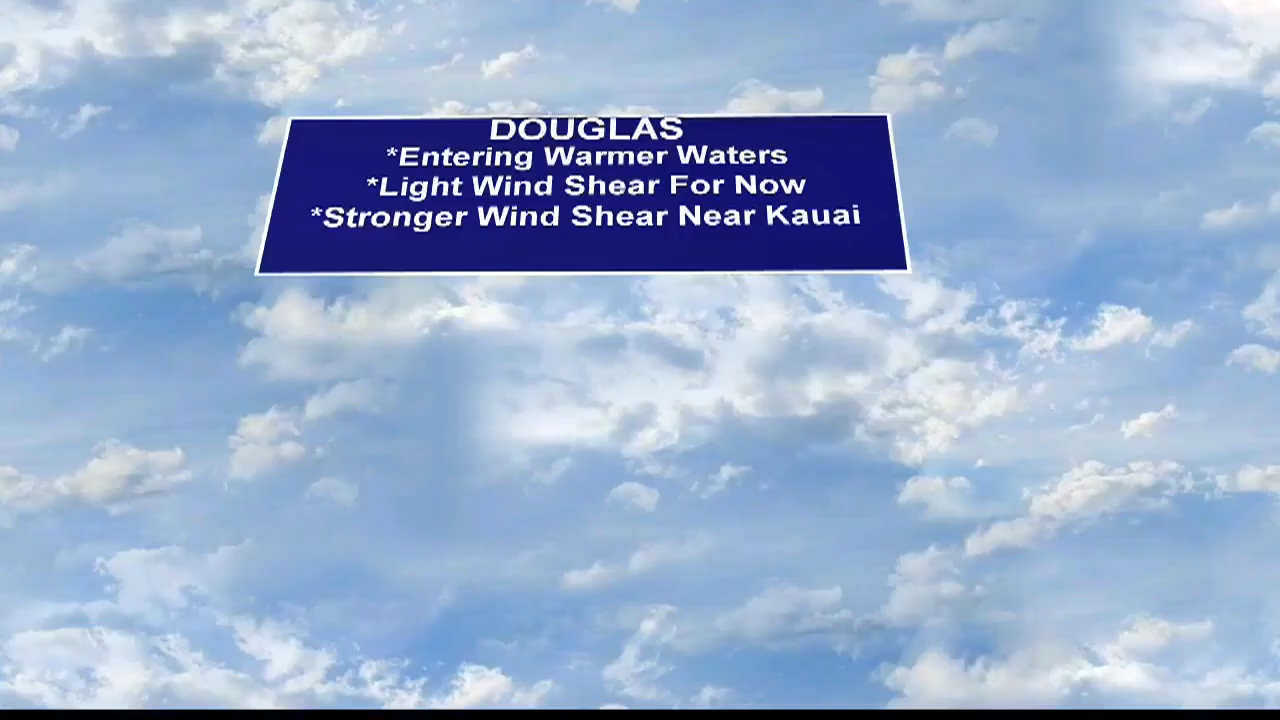 DOUGLAS
*Entering Warmer Waters
*Light Wind Shear For Now
*Stronger Wind Shear Near Kauai